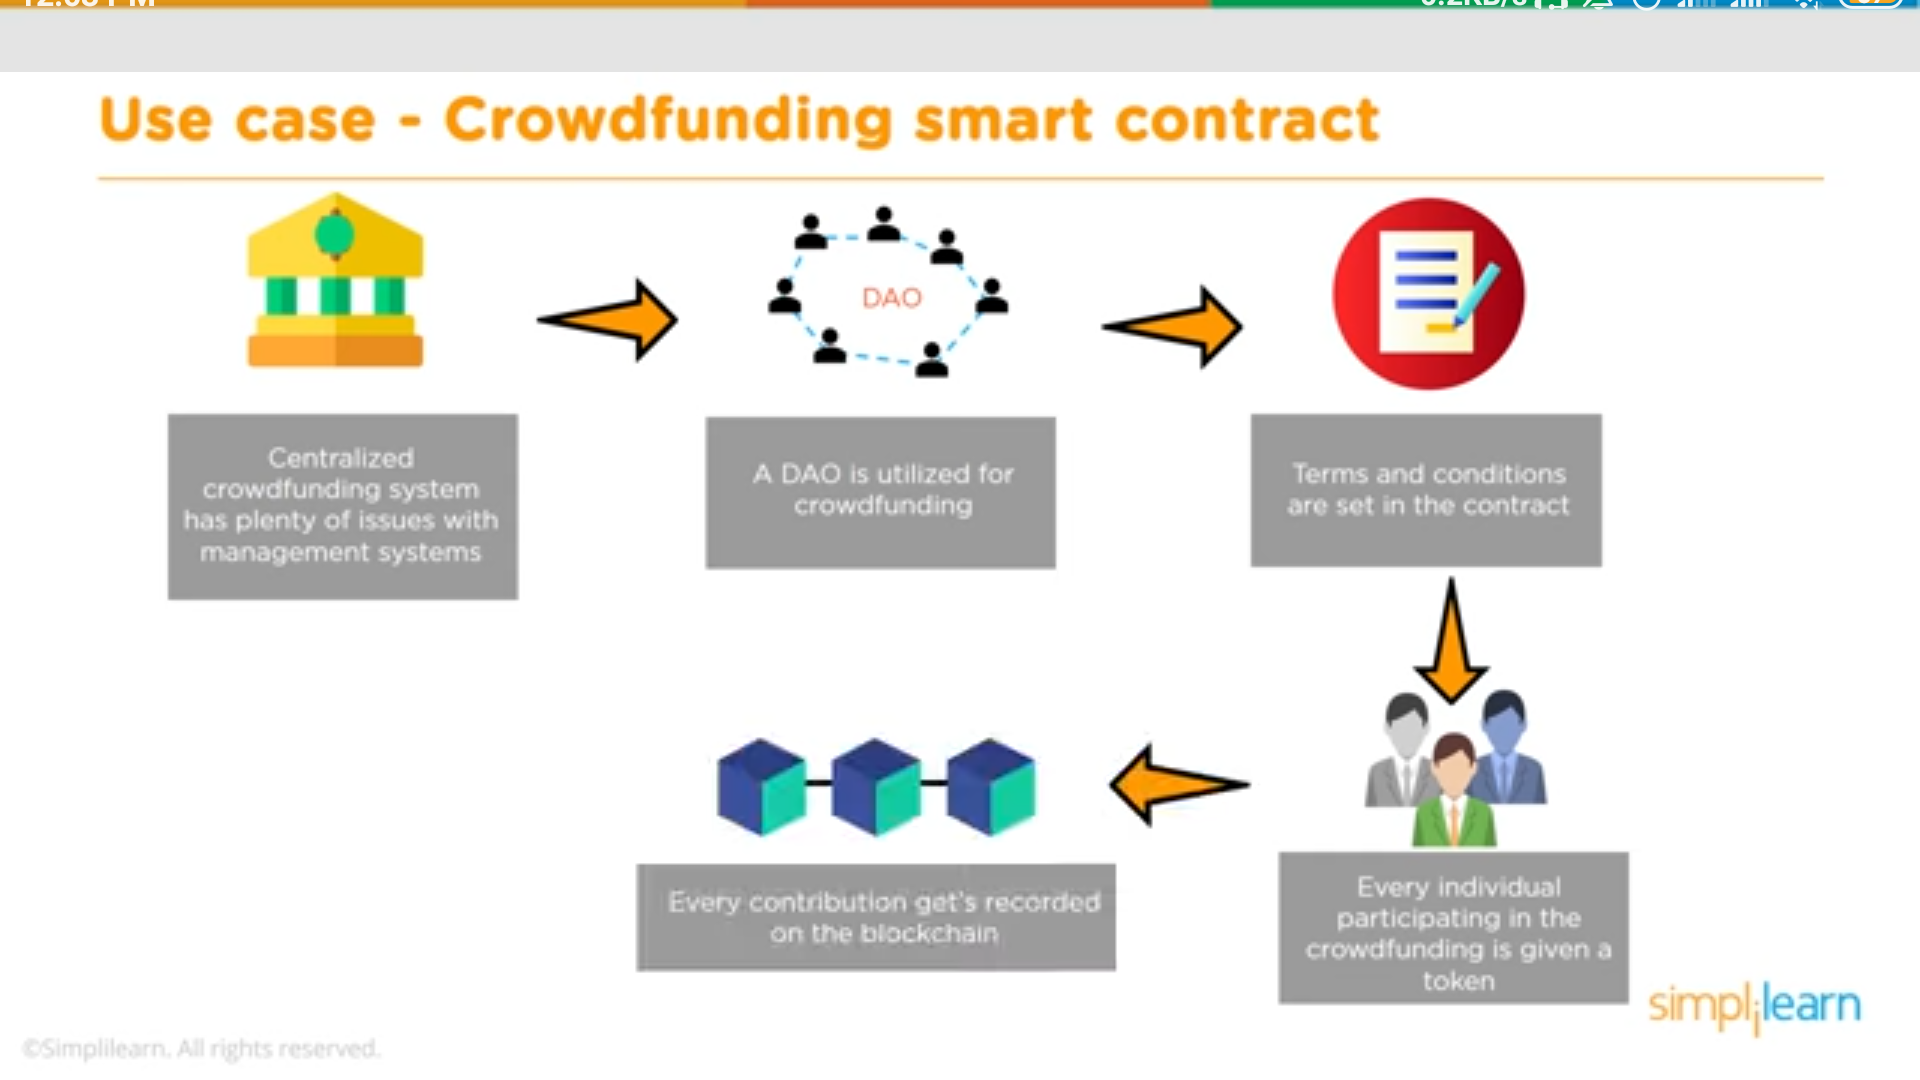 Use case - Crowdfunding smart contract
DAO
Centralized
crowdfunding system
has plenty of issues with
management systems
A DAO is utilized for
crowdfunding
Terms and conditions
are set in the contract
Every contribution get's recorded
on the blockchain
Every individual
participating in the
crowdfunding is given a
token
simplilearn
©Simplilearn. All rights reserved.